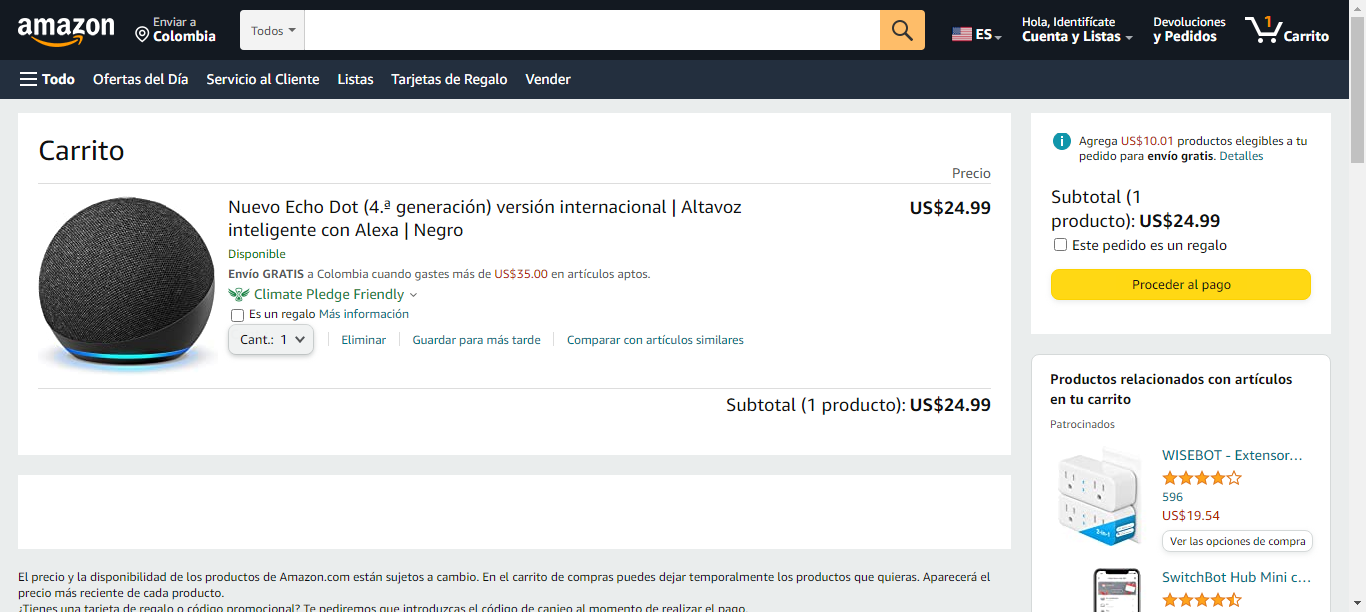 amazon
Enviar a
Colombia
Todos
ES
Hola, Identifícate
Cuenta y Listas
Devoluciones
y Pedidos
1
Carrito
Todo
Ofertas del Día
Servicio al Cliente
Listas
Tarjetas de Regalo
Vender
Carrito
Precio
Nuevo Echo Dot (4.ª generación) versión internacional | Altavoz
inteligente con Alexa | Negro
US$24.99
Disponible
Envío GRATIS a Colombia cuando gastes más de US$35.00 en artículos aptos.
Climate Pledge Friendly
Es un regalo Más información
Cant.: 1
Eliminar
Guardar para más tarde
Comparar con artículos similares
Subtotal (1 producto): US$24.99
Agrega US$10.01 productos elegibles a tu
pedido para envío gratis. Detalles
Subtotal (1
producto): US$24.99
Este pedido es un regalo
Proceder al pago
Productos relacionados con artículos
en tu carrito
Patrocinados
WISEBOT - Extensor...
596
US$19.54
Ver las opciones de compra
2-in-1
SwitchBot Hub Mini c...
El precio y la disponibilidad de los productos de Amazon.com están sujetos a cambio. En el carrito de compras puedes dejar temporalmente los productos que quieras. Aparecerá el
precio más reciente de cada producto.
¿Tienes una tarjeta de regalo o código promocional? Te pediremos que introduzcas el código de canjeo al momento de realizar el pago.